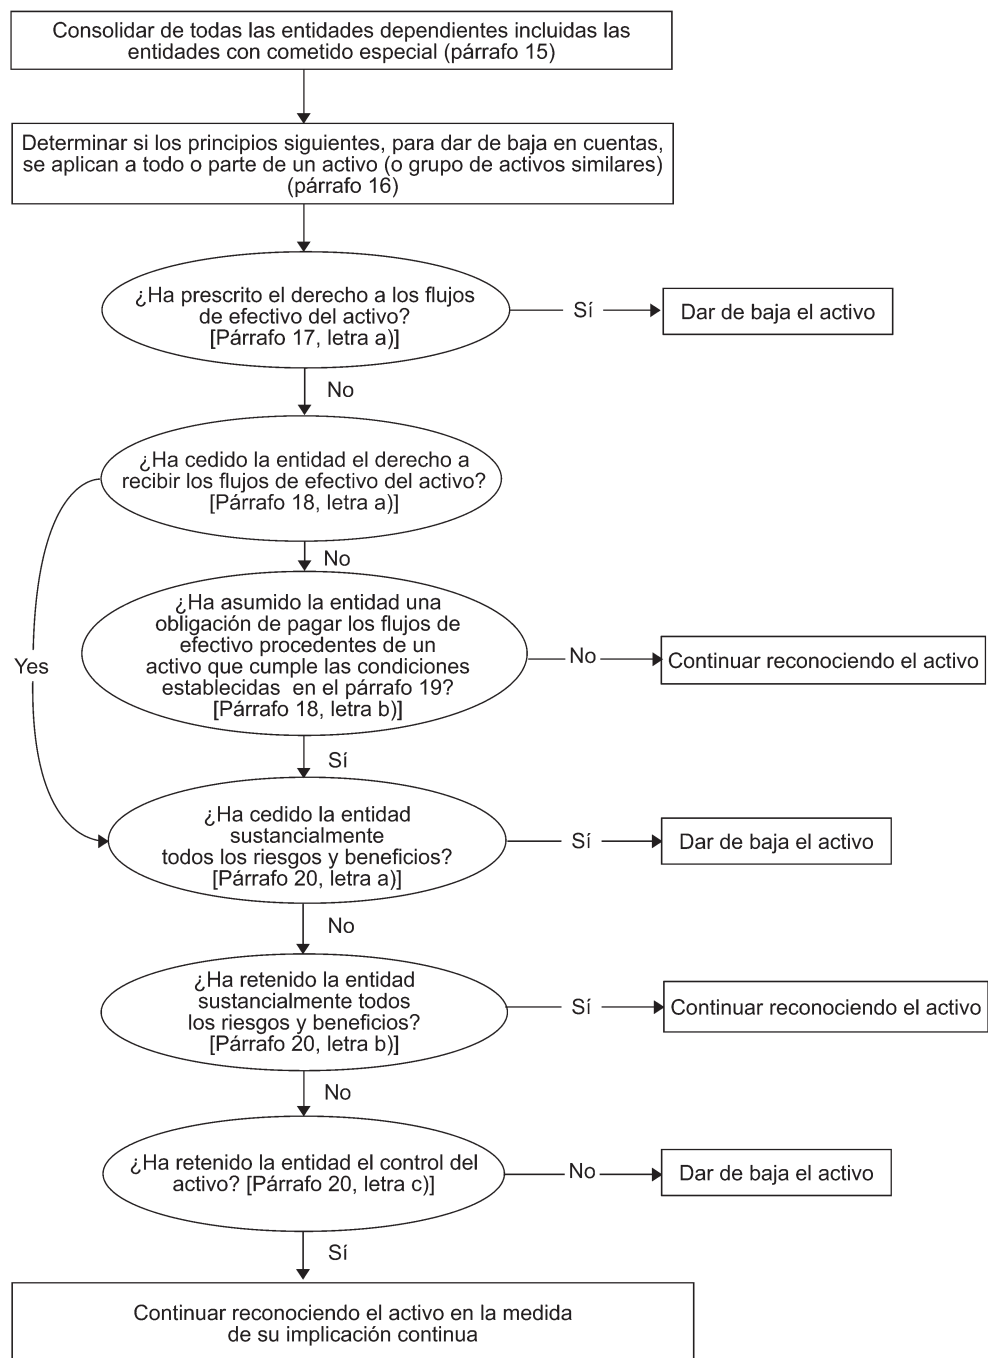 Consolidar de todas las entidades dependientes incluidas las
entidades con cometido especial (párrafo 15)
Determinar si los principios siguientes, para dar de baja en cuentas,
se aplican a todo o parte de un activo (o grupo de activos similares)
(párrafo 16)
¿Ha prescrito el derecho a los flujos
de efectivo del activo?
[Párrafo 17, letra a)]
Sí
Dar de baja el activo
No
¿Ha cedido la entidad el derecho a
recibir los flujos de efectivo del activo?
[Párrafo 18, letra a)]
No
Yes
¿Ha asumido la entidad una
obligación de pagar los flujos de
efectivo procedentes de un
activo que cumple las condiciones
establecidas en el párrafo 19?
[Párrafo 18, letra b)]
No
Continuar reconociendo el activo
Sí
¿Ha cedido la entidad
sustancialmente
todos los riesgos y beneficios?
[Párrafo 20, letra a)]
Sí
Dar de baja el activo
No
¿Ha retenido la entidad
sustancialmente todos
los riesgos y beneficios?
[Párrafo 20, letra b)]
Sí
Continuar reconociendo el activo
No
¿Ha retenido la entidad el control del
activo? [Párrafo 20, letra c)]
No
Dar de baja el activo
Sí
Continuar reconociendo el activo en la medida
de su implicación continua